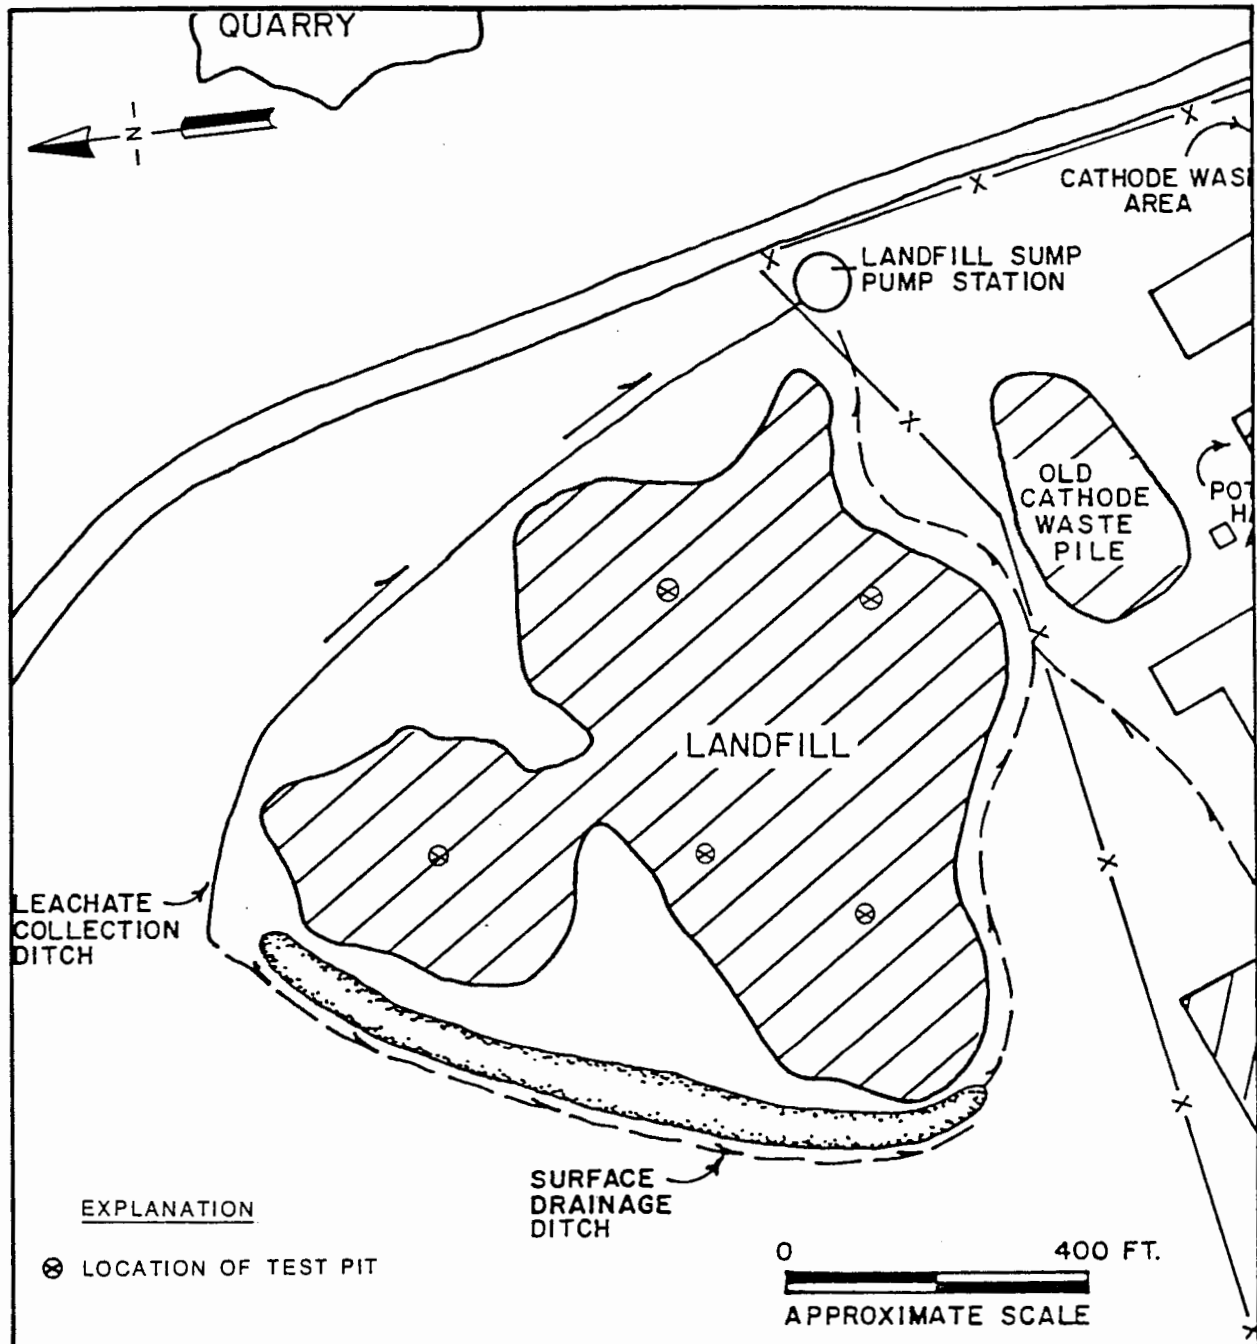 QUARRY
N
CATHODE WAS
AREA
LANDFILL SUMP
PUMP STATION
OLD
CATHODE
WASTE
PILE
POT
H
LANDFILL
LEACHATE
COLLECTION
DITCH
SURFACE
DRAINAGE
DITCH
EXPLANATION
LOCATION OF TEST PIT
0 400 FT.
APPROXIMATE SCALE